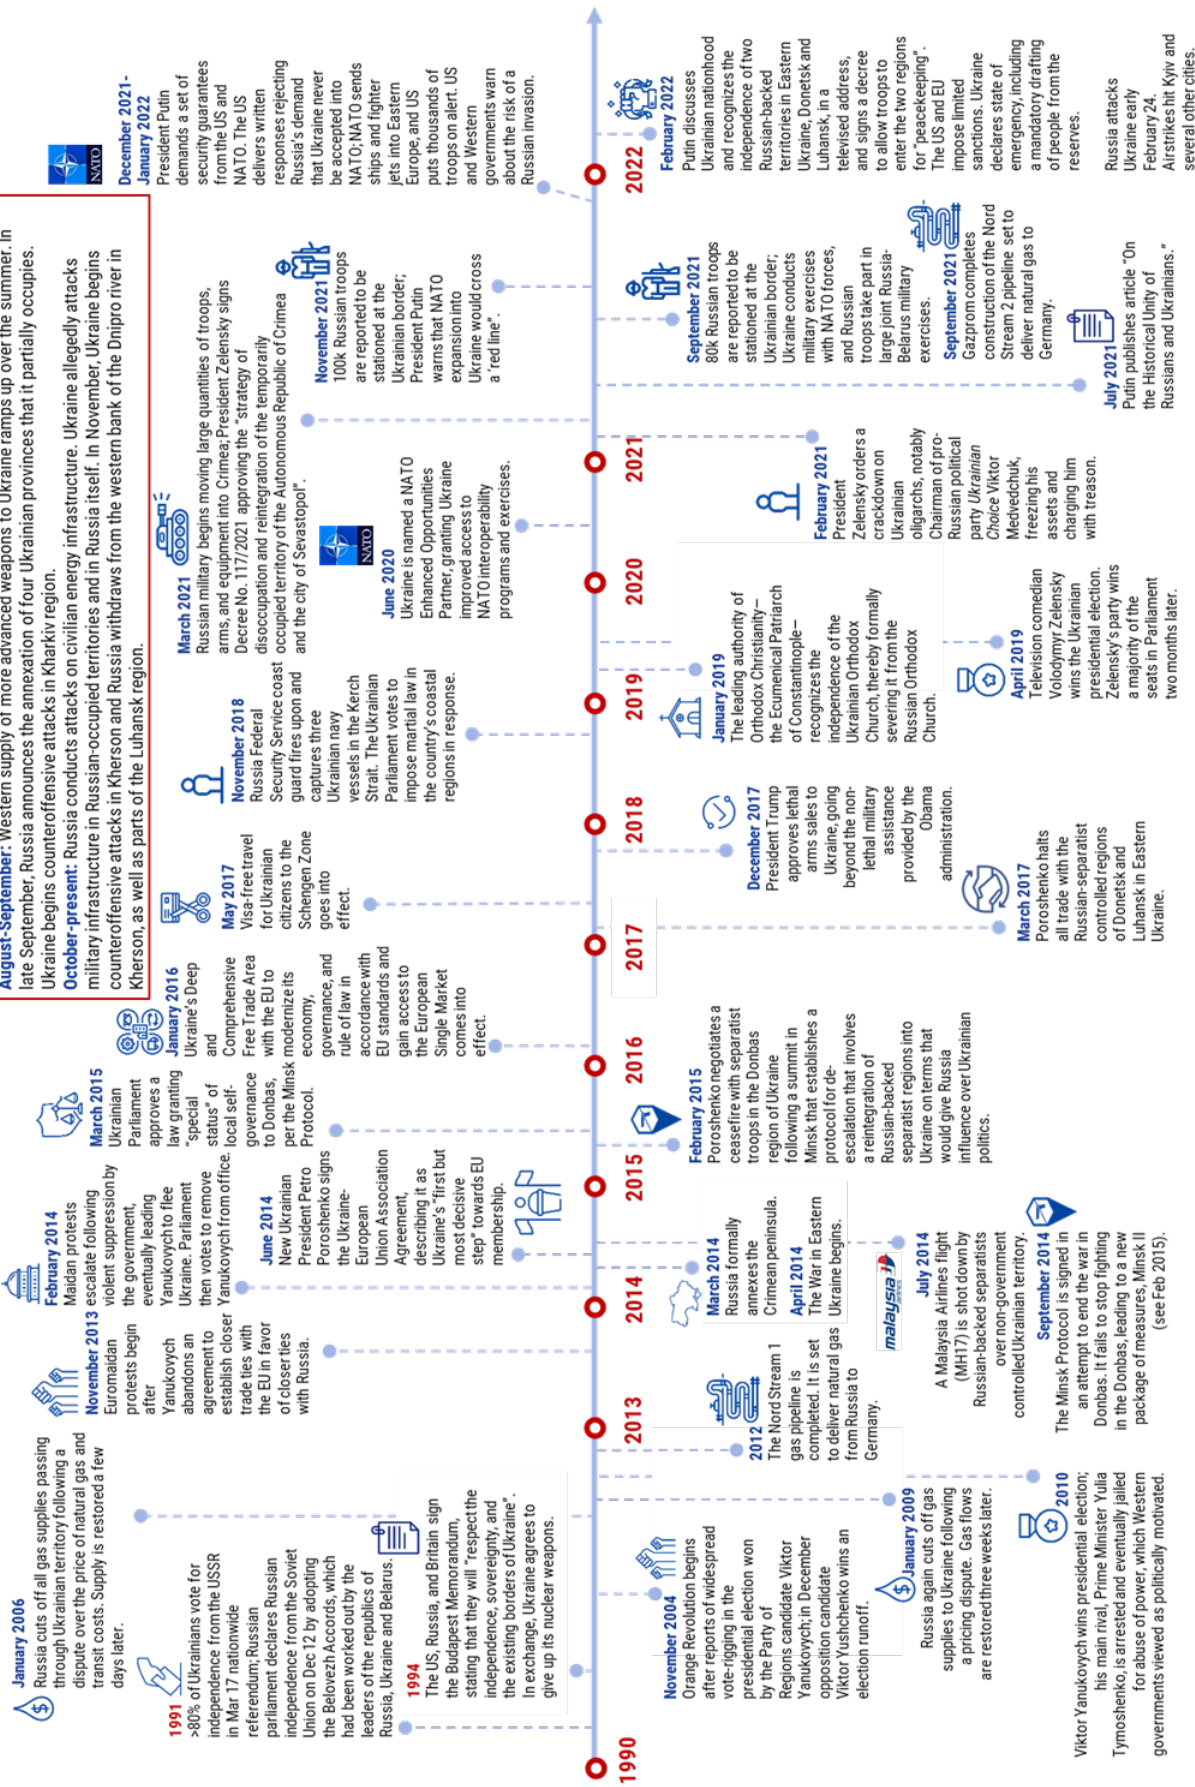 August-September: Western supply of more advanced weapons to Ukraine ramps up over the summer. In
late September, Russia announces the annexation of four Ukrainian provinces that it partially occupies.
Ukraine begins counteroffensive attacks in Kharkiv region.
October-present: Russia conducts attacks on civilian energy infrastructure. Ukraine allegedly attacks
military infrastructure in Russian-occupied territories and in Russia itself. In November, Ukraine begins
counteroffensive attacks in Kherson and Russia withdraws from the western bank of the Dnipro river in
Kherson, as well as parts of the Luhansk region.
January 2006
Russia cuts off all gas supplies passing
through Ukrainian territory following a
dispute over the price of natural gas and
transit costs. Supply is restored a few
days later.
1991
>80% of Ukrainians vote for
independence from the USSR
in Mar 17 nationwide
referendum; Russian
parliament declares Russian
independence from the Soviet
Union on Dec 12 by adopting
the Belovezh Accords, which
had been worked out by the
leaders of the republics of
Russia, Ukraine and Belarus.
1994
The US, Russia, and Britain sign
the Budapest Memorandum,
stating that they will “respect the
independence, sovereignty, and
the existing borders of Ukraine”.
In exchange, Ukraine agrees to
give up its nuclear weapons.
November 2013
Euromaidan
protests begin
after
Yanukovych
abandons an
agreement to
establish closer
trade ties with
the EU in favor
of closer ties
with Russia.
February 2014
Maidan protests
escalate following
violent suppression by
the government,
eventually leading
Yanukovych to flee
Ukraine. Parliament
then votes to remove
Yanukovych from office.
June 2014
New Ukrainian
President Petro
Poroshenko signs
the Ukraine-
European
Union Association
Agreement,
describing it as
Ukraine's “first but
most decisive
step” towards EU
membership.
March 2015
Ukrainian
Parliament
approves a
law granting
“special
status” of
local self-
governance
to Donbas,
per the Minsk
Protocol.
January 2016
Ukraine's Deep
and
Comprehensive
Free Trade Area
with the EU to
modernize its
economy,
governance, and
rule of law in
accordance with
EU standards and
gain access to
the European
Single Market
comes into
effect.
May 2017
Visa-free travel
for Ukrainian
citizens to the
Schengen Zone
goes into
effect.
November 2018
Russia Federal
Security Service coast
guard fires upon and
captures three
Ukrainian navy
vessels in the Kerch
Strait. The Ukrainian
Parliament votes to
impose martial law in
the country's coastal
regions in response.
March 2021
Russian military begins moving large quantities of troops,
arms, and equipment into Crimea; President Zelensky signs
Decree No. 117/2021 approving the “strategy of
disoccupation and reintegration of the temporarily
occupied territory of the Autonomous Republic of Crimea
and the city of Sevastopol”.
NATO
June 2020
Ukraine is named a NATO
Enhanced Opportunities
Partner, granting Ukraine
improved access to
NATO interoperability
programs and exercises.
November 2021
100k Russian troops
are reported to be
stationed at the
Ukrainian border;
President Putin
warns that NATO
expansion into
Ukraine would cross
a ‘red line”.
NATO
December 2021-
January 2022
President Putin
demands a set of
security guarantees
from the US and
NATO. The US
delivers written
responses rejecting
Russia's demand
that Ukraine never
be accepted into
NATO; NATO sends
ships and fighter
jets into Eastern
Europe, and US
puts thousands of
troops on alert. US
and Western
governments warn
about the risk of a
Russian invasion.
1990
2013
2014
2015
2016
2017
2018
2019
2020
2021
2022
November 2004
Orange Revolution begins
after reports of widespread
vote-rigging in the
presidential election won
by the Party of
Regions candidate Viktor
Yanukovych; in December
opposition candidate
Viktor Yushchenko wins an
election runoff.
January 2009
Russia again cuts off gas
supplies to Ukraine following
a pricing dispute. Gas flows
are restored three weeks later.
2010
Viktor Yanukovych wins presidential election;
his main rival, Prime Minister Yulia
Tymoshenko, is arrested and eventually jailed
for abuse of power, which Western
governments viewed as politically motivated.
2012
The Nord Stream 1
gas pipeline is
completed. It is set
to deliver natural gas
from Russia to
Germany.
March 2014
Russia formally
annexes the
Crimean peninsula.
April 2014
The War in Eastern
Ukraine begins.
malaysia
airlines
July 2014
A Malaysia Airlines flight
(MH17) is shot down by
Russian-backed separatists
over non-government
controlled Ukrainian territory.
September 2014
The Minsk Protocol is signed in
an attempt to end the war in
Donbas. It fails to stop fighting
in the Donbas, leading to a new
package of measures, Minsk II
(see Feb 2015).
February 2015
Poroshenko negotiates a
ceasefire with separatist
troops in the Donbas
region of Ukraine
following a summit in
Minsk that establishes a
protocol for de-
escalation that involves
a reintegration of
Russian-backed
separatist regions into
Ukraine on terms that
would give Russia
influence over Ukrainian
politics.
March 2017
Poroshenko halts
all trade with the
Russian-separatist
controlled regions
of Donetsk and
Luhansk in Eastern
Ukraine.
December 2017
President Trump
approves lethal
arms sales to
Ukraine, going
beyond the non-
lethal military
assistance
provided by the
Obama
administration.
January 2019
The leading authority of
Orthodox Christianity—
the Ecumenical Patriarch
of Constantinople—
recognizes the
independence of the
Ukrainian Orthodox
Church, thereby formally
severing it from the
Russian Orthodox
Church.
April 2019
Television comedian
Volodymyr Zelensky
wins the Ukrainian
presidential election.
Zelensky's party wins
a majority of the
seats in Parliament
two months later.
February 2021
President
Zelensky orders a
crackdown on
Ukrainian
oligarchs, notably
Chairman of pro-
Russian political
party Ukrainian
Choice Viktor
Medvedchuk,
freezing his
assets and
charging him
with treason.
July 2021
Putin publishes article “On
the Historical Unity of
Russians and Ukrainians.”
September 2021
80k Russian troops
are reported to be
stationed at the
Ukrainian border;
Ukraine conducts
military exercises
with NATO forces,
and Russian
troops take part in
large joint Russia-
Belarus military
exercises.
September 2021
Gazprom completes
construction of the Nord
Stream 2 pipeline set to
deliver natural gas to
Germany.
February 2022
Putin discusses
Ukrainian nationhood
and recognizes the
independence of two
Russian-backed
territories in Eastern
Ukraine, Donetsk and
Luhansk, in a
televised address,
and signs a decree
to allow troops to
enter the two regions
for “peacekeeping”.
The US and EU
impose limited
sanctions. Ukraine
declares state of
emergency, including
a mandatory drafting
of people from the
reserves.
Russia attacks
Ukraine early
February 24.
Airstrikes hit Kyiv and
several other cities.